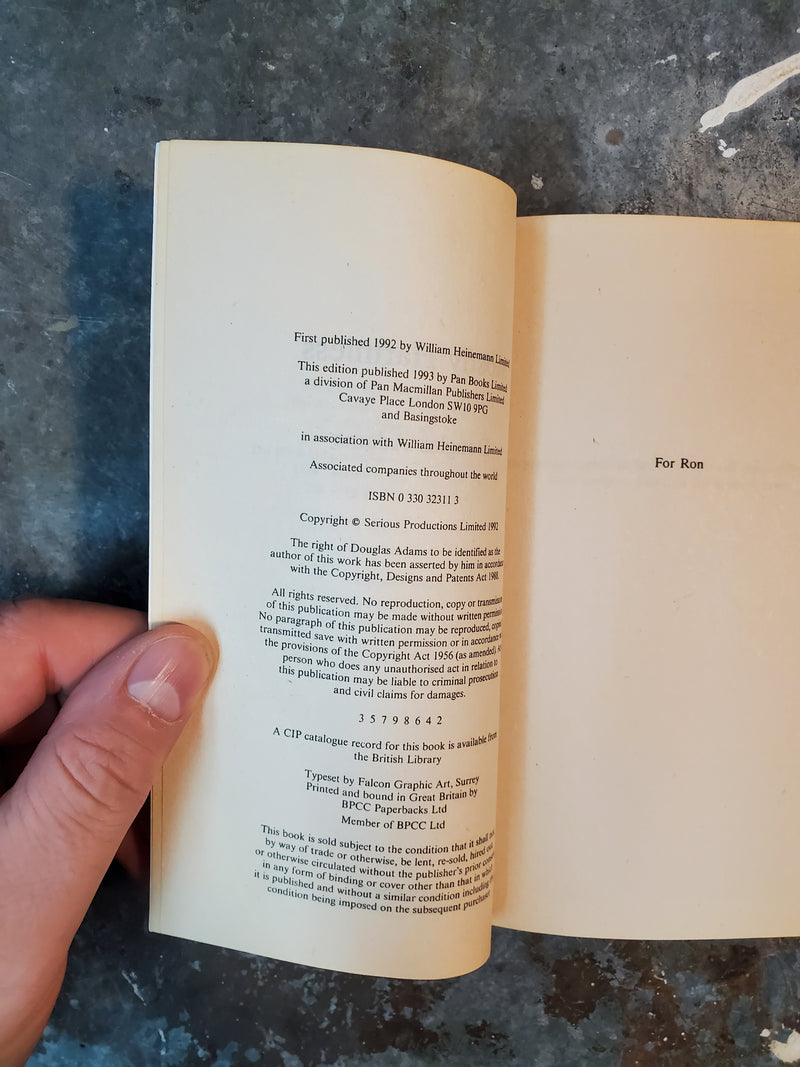 First published 1992 by William Heinemann Limited
This edition published 1993 by Pan Books Limited
a division of Pan Macmillan Publishers Limited
Cavaye Place London SW10 9PG
and Basingstoke
in association with William Heinemann Limited
Associated companies throughout the world
ISBN 0 330 32311 3
Copyright © Serious Productions Limited 1992
The right of Douglas Adams to be identified as the
author of this work has been asserted by him in accordance
with the Copyright, Designs and Patents Act 1988.
All rights reserved. No reproduction, copy or transmission
of this publication may be made without written permission.
No paragraph of this publication may be reproduced, copied
transmitted save with written permission or in accordance
the provisions of the Copyright Act 1956 (as amended).
person who does any unauthorised act in relation to
this publication may be liable to criminal prosecution
and civil claims for damages.
3 5 7 9 8 6 4 2
A CIP catalogue record for this book is available from
the British Library
Typeset by Falcon Graphic Art, Surrey
Printed and bound in Great Britain by
BPCC Paperbacks Ltd
Member of BPCC Ltd
This book is sold subject to the condition that it shall not,
by way of trade or otherwise, be lent, re-sold, hired out
or otherwise circulated without the publisher's prior consent
in any form of binding or cover other than that in which
it is published and without a similar condition including
condition being imposed on the subsequent purchaser
For Ron